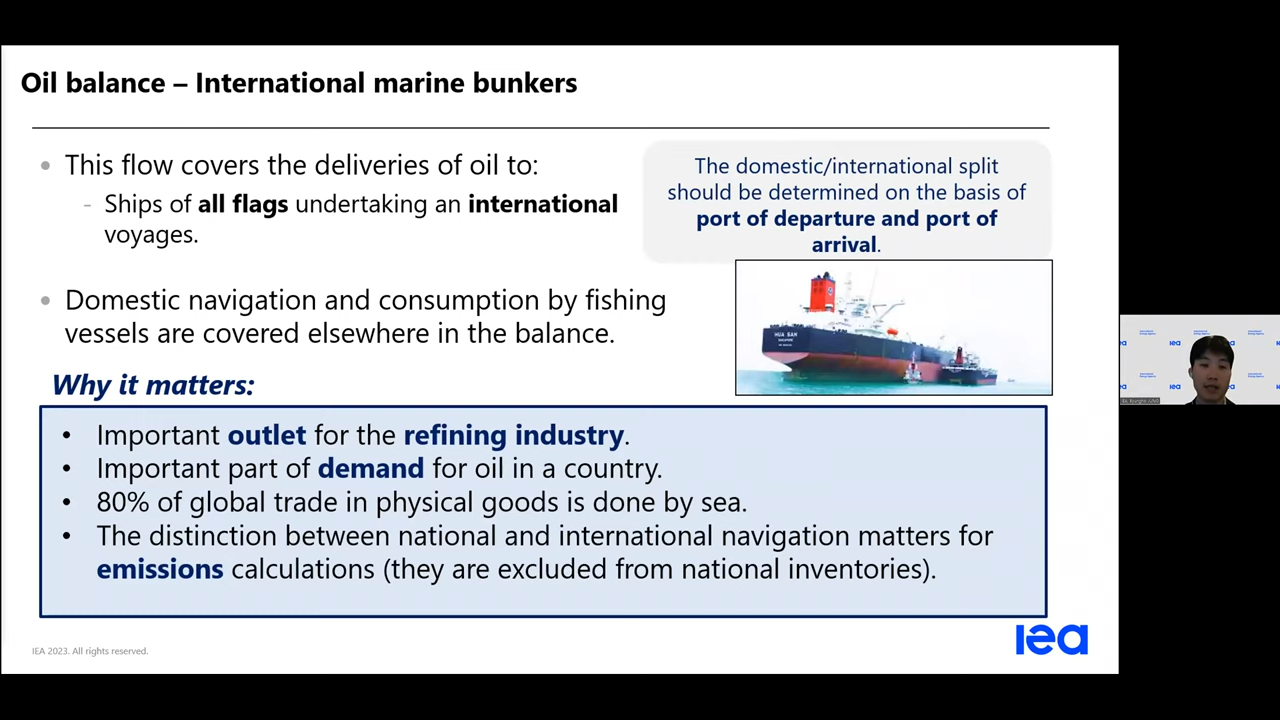 Oil balance – International marine bunkers
• This flow covers the deliveries of oil to:
- Ships of all flags undertaking an international
voyages.
The domestic/international split
should be determined on the basis of
port of departure and port of
arrival.
• Domestic navigation and consumption by fishing
vessels are covered elsewhere in the balance.
HUA SAN
Why it matters:
• Important outlet for the refining industry.
• Important part of demand for oil in a country.
• 80% of global trade in physical goods is done by sea.
• The distinction between national and international navigation matters for
emissions calculations (they are excluded from national inventories).
IEA 2023. All rights reserved.
iea
iea
iea